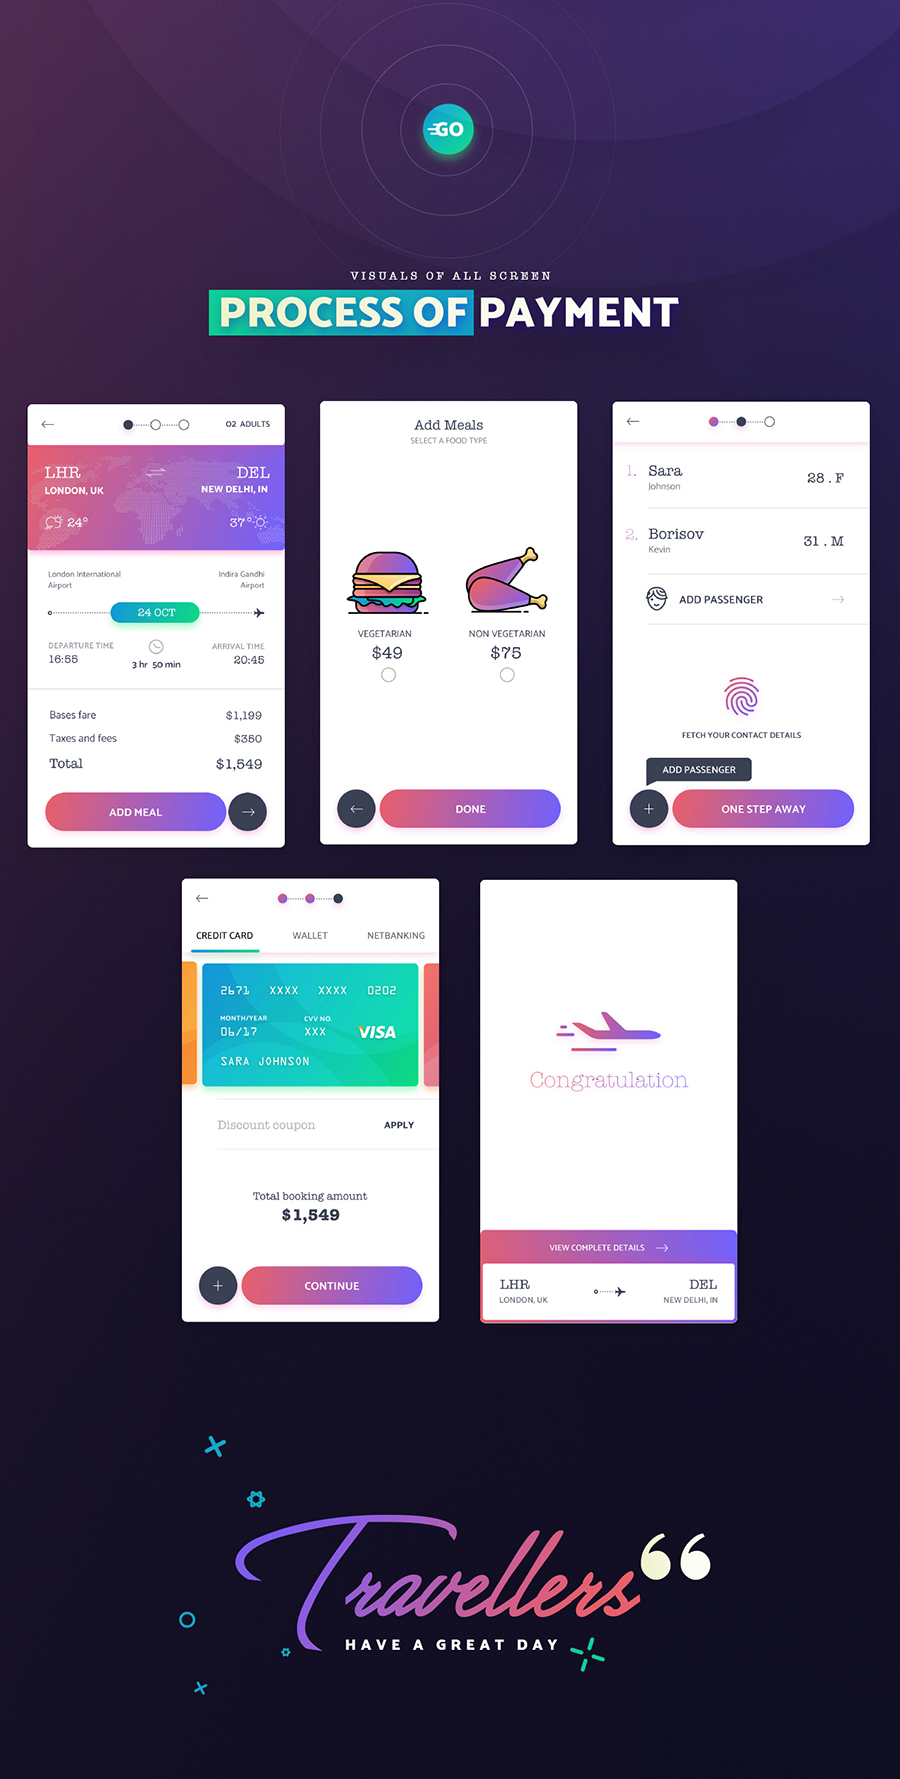 GO
VISUALS OF ALL SCREEN
PROCESS OF PAYMENT
02 ADULTS
LHR DEL
LONDON, UK NEW DELHI, IN
24° 37°
London International Airport
Indira Gandhi Airport
24 OCT
DEPARTURE TIME ARRIVAL TIME
16:55 3 hr 50 min 20:45
Bases fare $1,199
Taxes and fees $350
Total $1,549
ADD MEAL
Add Meals
SELECT A FOOD TYPE
VEGETARIAN NON VEGETARIAN
$49 $75
DONE
1. Sara 28 . F
Johnson
2. Borisov 31 . M
Kevin
ADD PASSENGER
FETCH YOUR CONTACT DETAILS
ADD PASSENGER
+ ONE STEP AWAY
CREDIT CARD WALLET NETBANKING
2671 XXXX XXXX 0202
MONTH/YEAR CVV NO.
06/17 XXX VISA
SARA JOHNSON
Discount coupon APPLY
Total booking amount
$1,549
+ CONTINUE
Congratulation
VIEW COMPLETE DETAILS
LHR DEL
LONDON, UK NEW DELHI, IN
Travellers“
HAVE A GREAT DAY